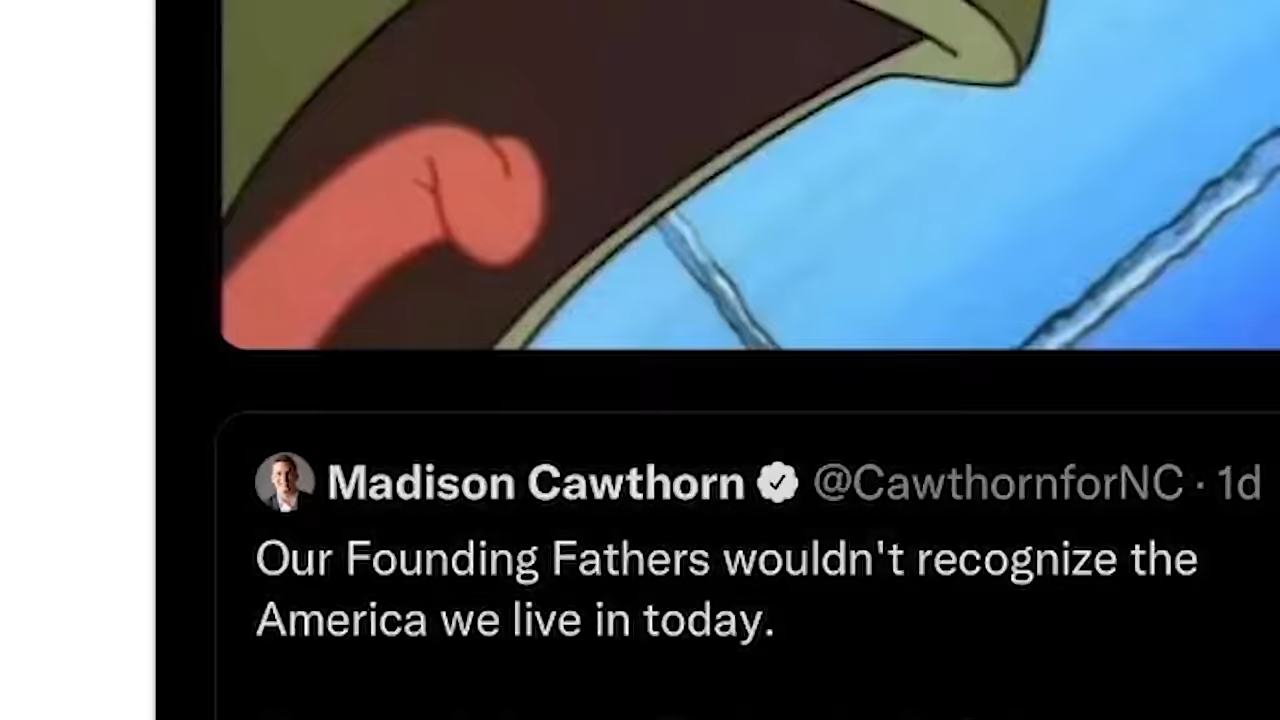 Madison Cawthorn @CawthornforNC · 1d
Our Founding Fathers wouldn't recognize the
America we live in today.